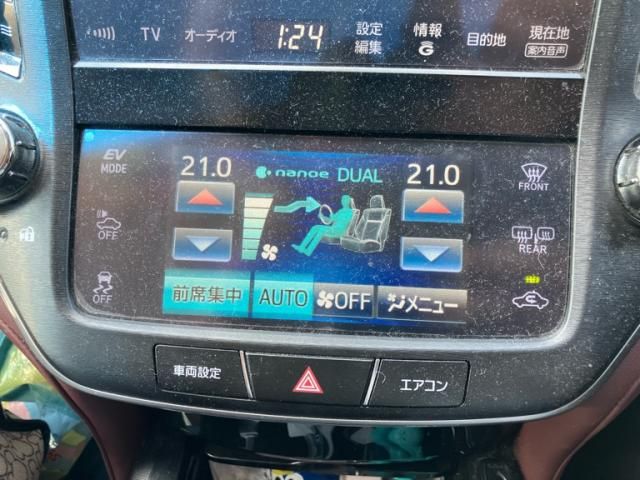 TV オーディオ 1:24 設定 編集 情報 G 目的地 現在地 案内音声
EV MODE
21.0 nanoe DUAL 21.0
FRONT
OFF
REAR
OFF
前席集中 AUTO OFF メニュー
車両設定 エアコン